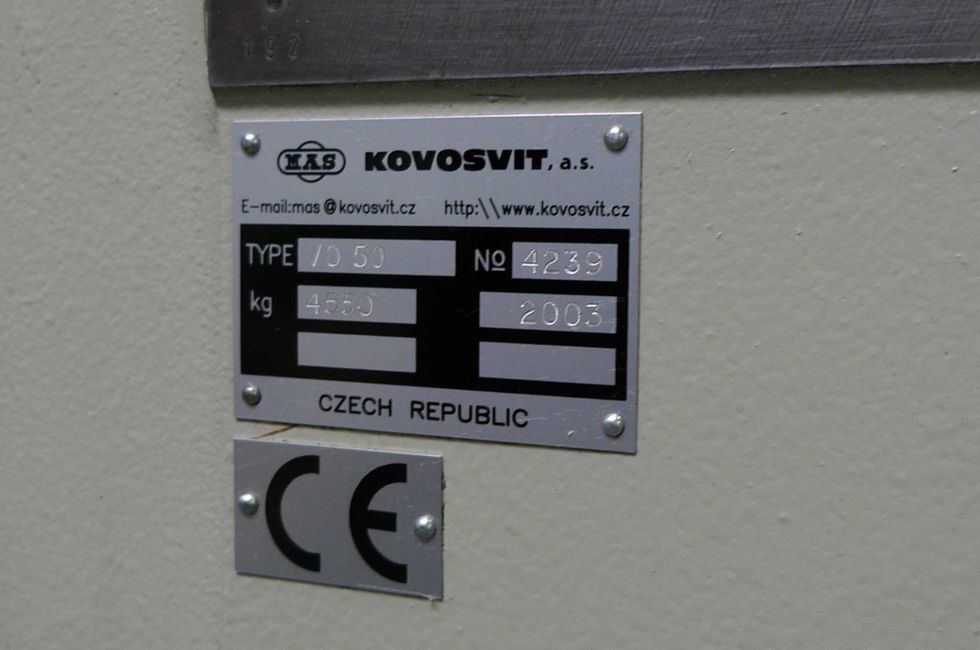 192
MAS KOVOSVIT, a.s.
E-mail:mas@kovosvit.cz http:\\www.kovosvit.cz
TYPE 50 Nº 4239
kg 4550 2003
CZECH REPUBLIC
CE